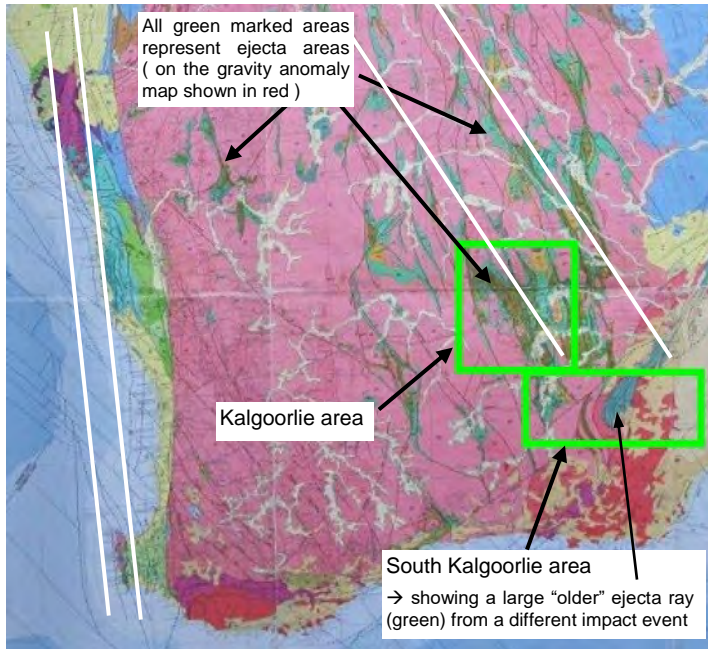 All green marked areas
represent ejecta areas
( on the gravity anomaly
map shown in red )
Kalgoorlie area
South Kalgoorlie area
→ showing a large “older” ejecta ray
(green) from a different impact event